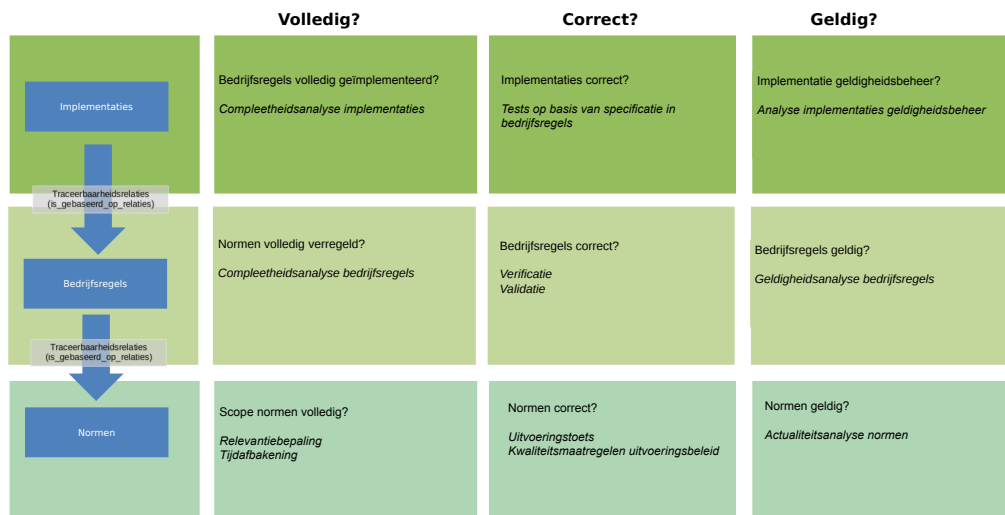 Volledig?
Correct?
Geldig?
Implementaties
Bedrijfsregels volledig geïmplementeerd?
Compleetheidsanalyse implementaties
Implementaties correct?
Tests op basis van specificatie in
bedrijfsregels
Implementatie geldigheidsbeheer?
Analyse implementaties geldigheidsbeheer
Traceerbaarheidsrelaties
(is_gebaseerd_op_relaties)
Bedrijfsregels
Normen volledig verregeld?
Compleetheidsanalyse bedrijfsregels
Bedrijfsregels correct?
Verificatie
Validatie
Bedrijfsregels geldig?
Geldigheidsanalyse bedrijfsregels
Traceerbaarheidsrelaties
(is_gebaseerd_op_relaties)
Normen
Scope normen volledig?
Relevantiebepaling
Tijdafbakening
Normen correct?
Uitvoeringstoets
Kwaliteitsmaatregelen uitvoeringsbeleid
Normen geldig?
Actualiteitsanalyse normen